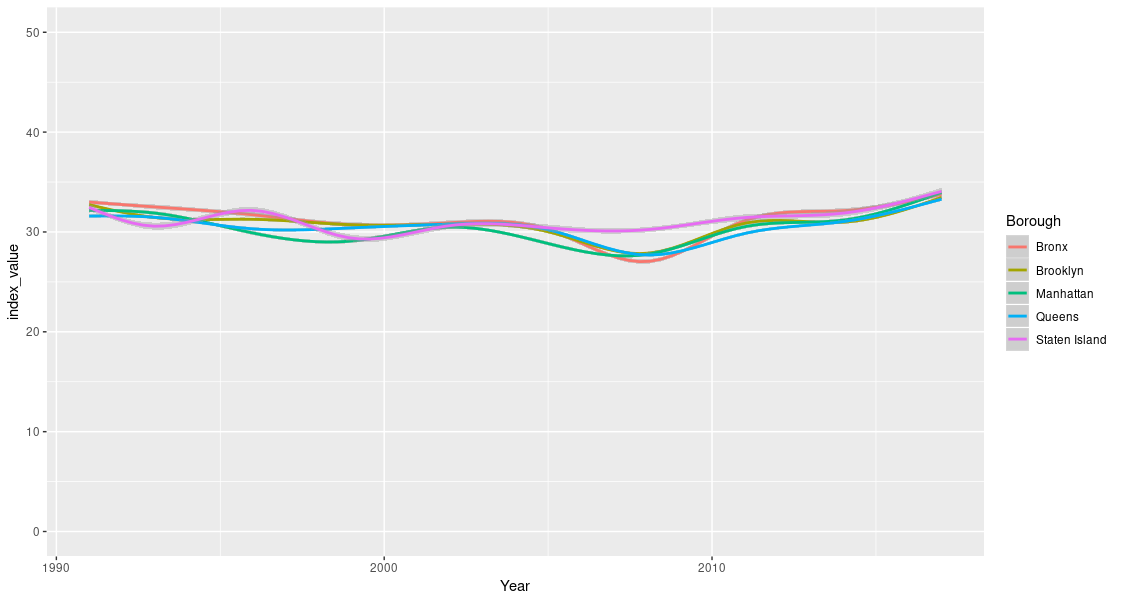 index_value
50
40
30
20
10
0
1990
2000
2010
Year
Borough
Bronx
Brooklyn
Manhattan
Queens
Staten Island